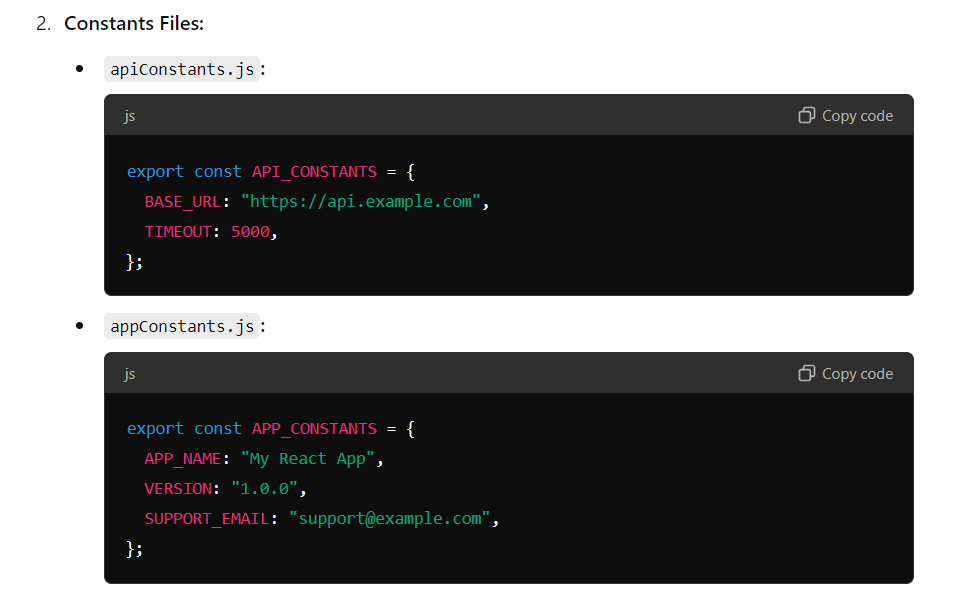 2. Constants Files:
• apiConstants.js:
js Copy code
export const API_CONSTANTS = {
  BASE_URL: "https://api.example.com",
  TIMEOUT: 5000,
};
• appConstants.js:
js Copy code
export const APP_CONSTANTS = {
  APP_NAME: "My React App",
  VERSION: "1.0.0",
  SUPPORT_EMAIL: "support@example.com",
};